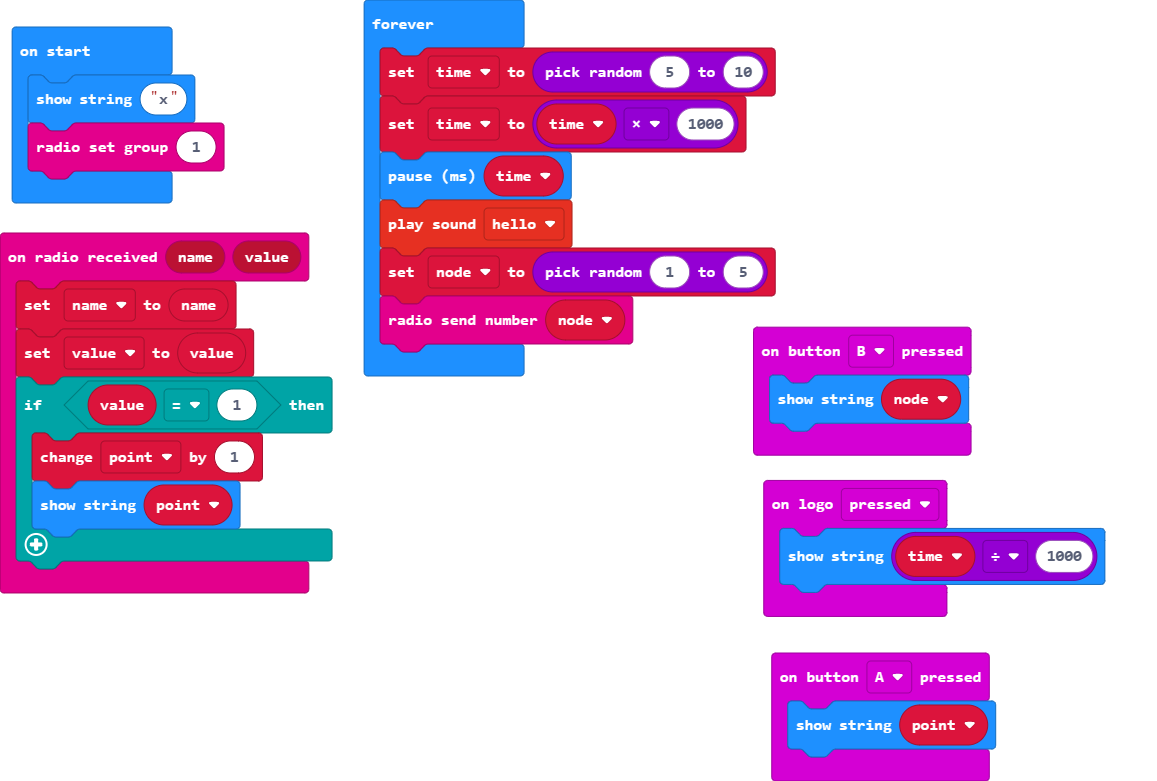 on start
show string "x"
radio set group 1
on radio received name value
set name to name
set value to value
if value = 1 then
change point by 1
show string point
forever
set time to pick random 5 to 10
set time to time × 1000
pause (ms) time
play sound hello
set node to pick random 1 to 5
radio send number node
on button B pressed
show string node
on logo pressed
show string time ÷ 1000
on button A pressed
show string point